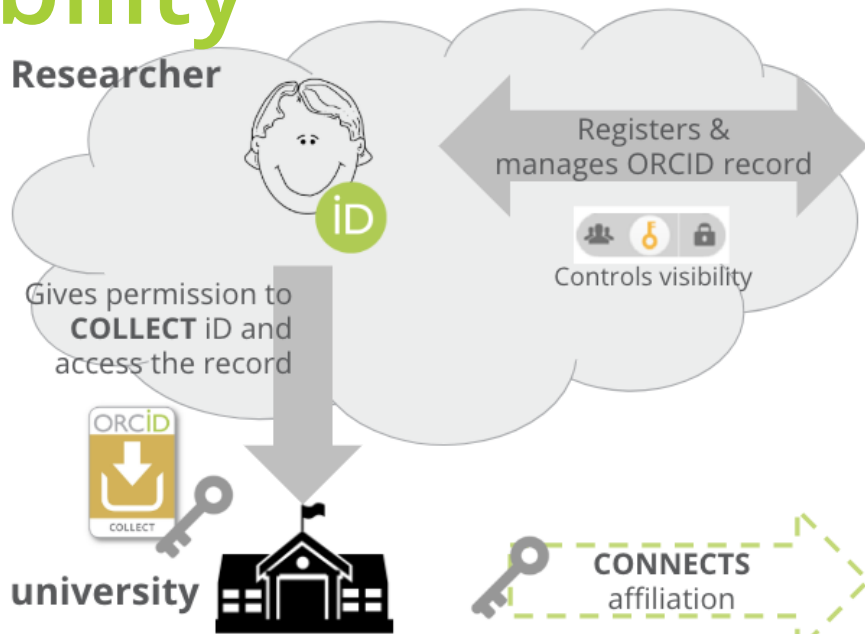 bility
Researcher
Registers &
manages ORCID record
iD
Controls visibility
Gives permission to
COLLECT iD and
access the record
ORCiD
COLLECT
CONNECTS
affiliation
university